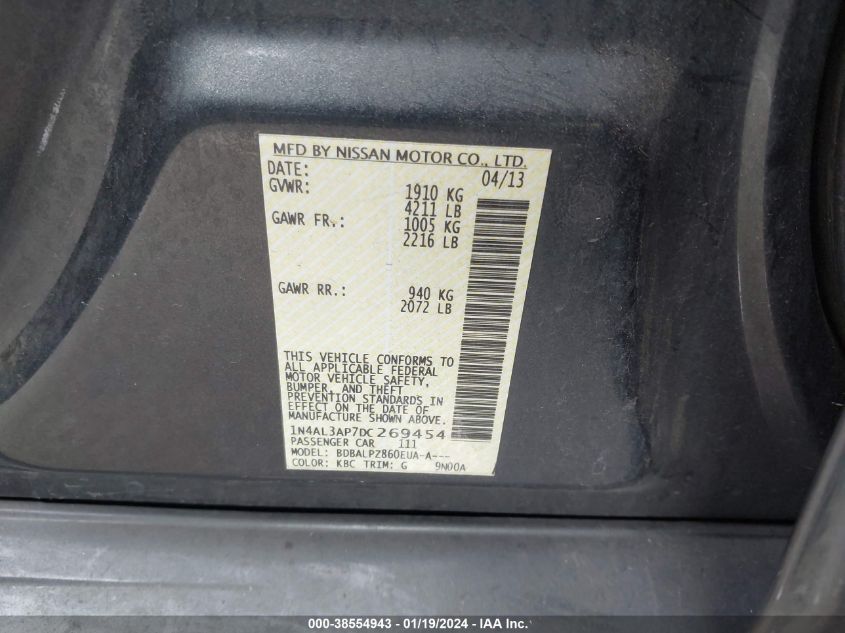 MFD BY NISSAN MOTOR CO., LTD.
DATE: 04/13
GVWR: 1910 KG
4211 LB
GAWR FR.: 1005 KG
2216 LB
GAWR RR.: 940 KG
2072 LB
THIS VEHICLE CONFORMS TO
ALL APPLICABLE FEDERAL
MOTOR VEHICLE SAFETY,
BUMPER, AND THEFT
PREVENTION STANDARDS IN
EFFECT ON THE DATE OF
MANUFACTURE SHOWN ABOVE.
1N4AL3AP7DC269454
PASSENGER CAR 111
MODEL: BDBALPZ860EUA-A---
COLOR: KBC TRIM: G 9N00A
000-38554943 - 01/19/2024 - IAAI Inc.